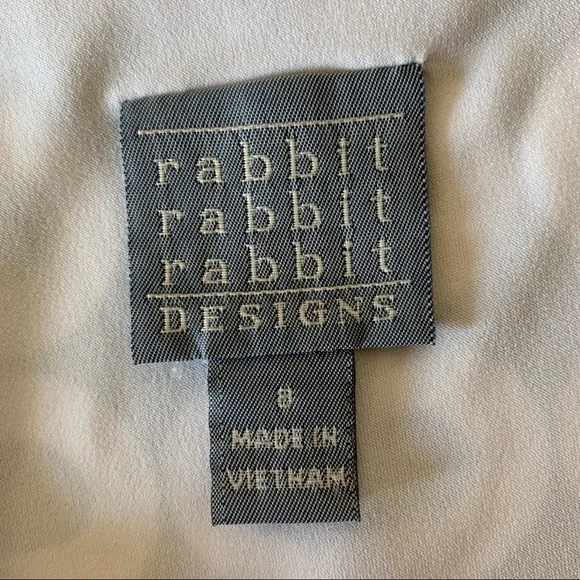 rabbit
rabbit
rabbit
DESIGNS
8
MADE IN
VIETNAM